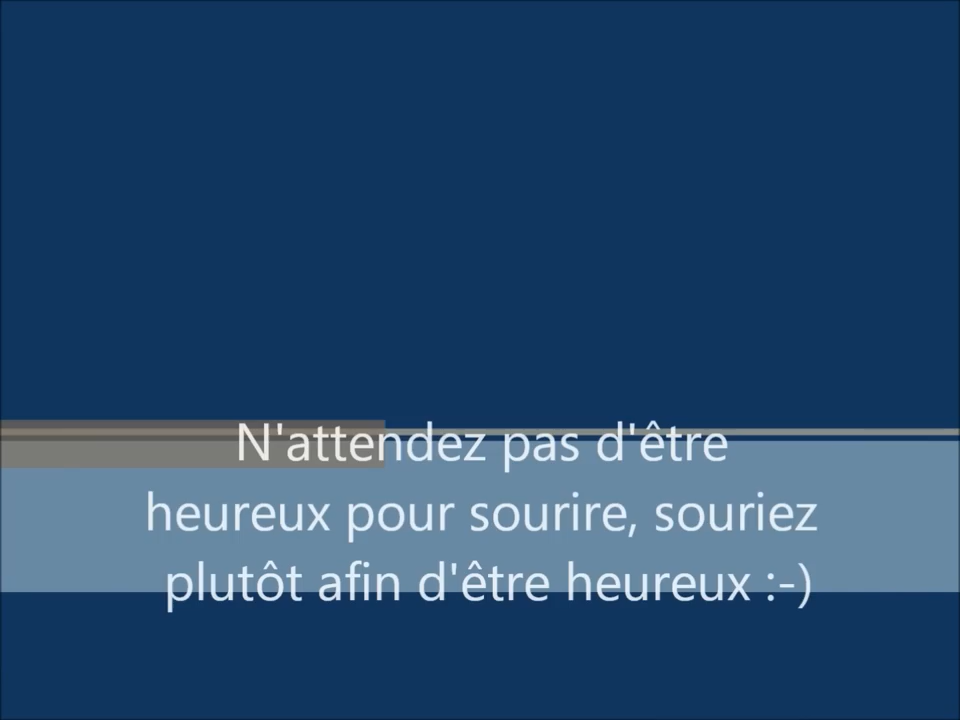 N'attendez pas d'être
heureux pour sourire, souriez
plutôt afin d'être heureux :-)